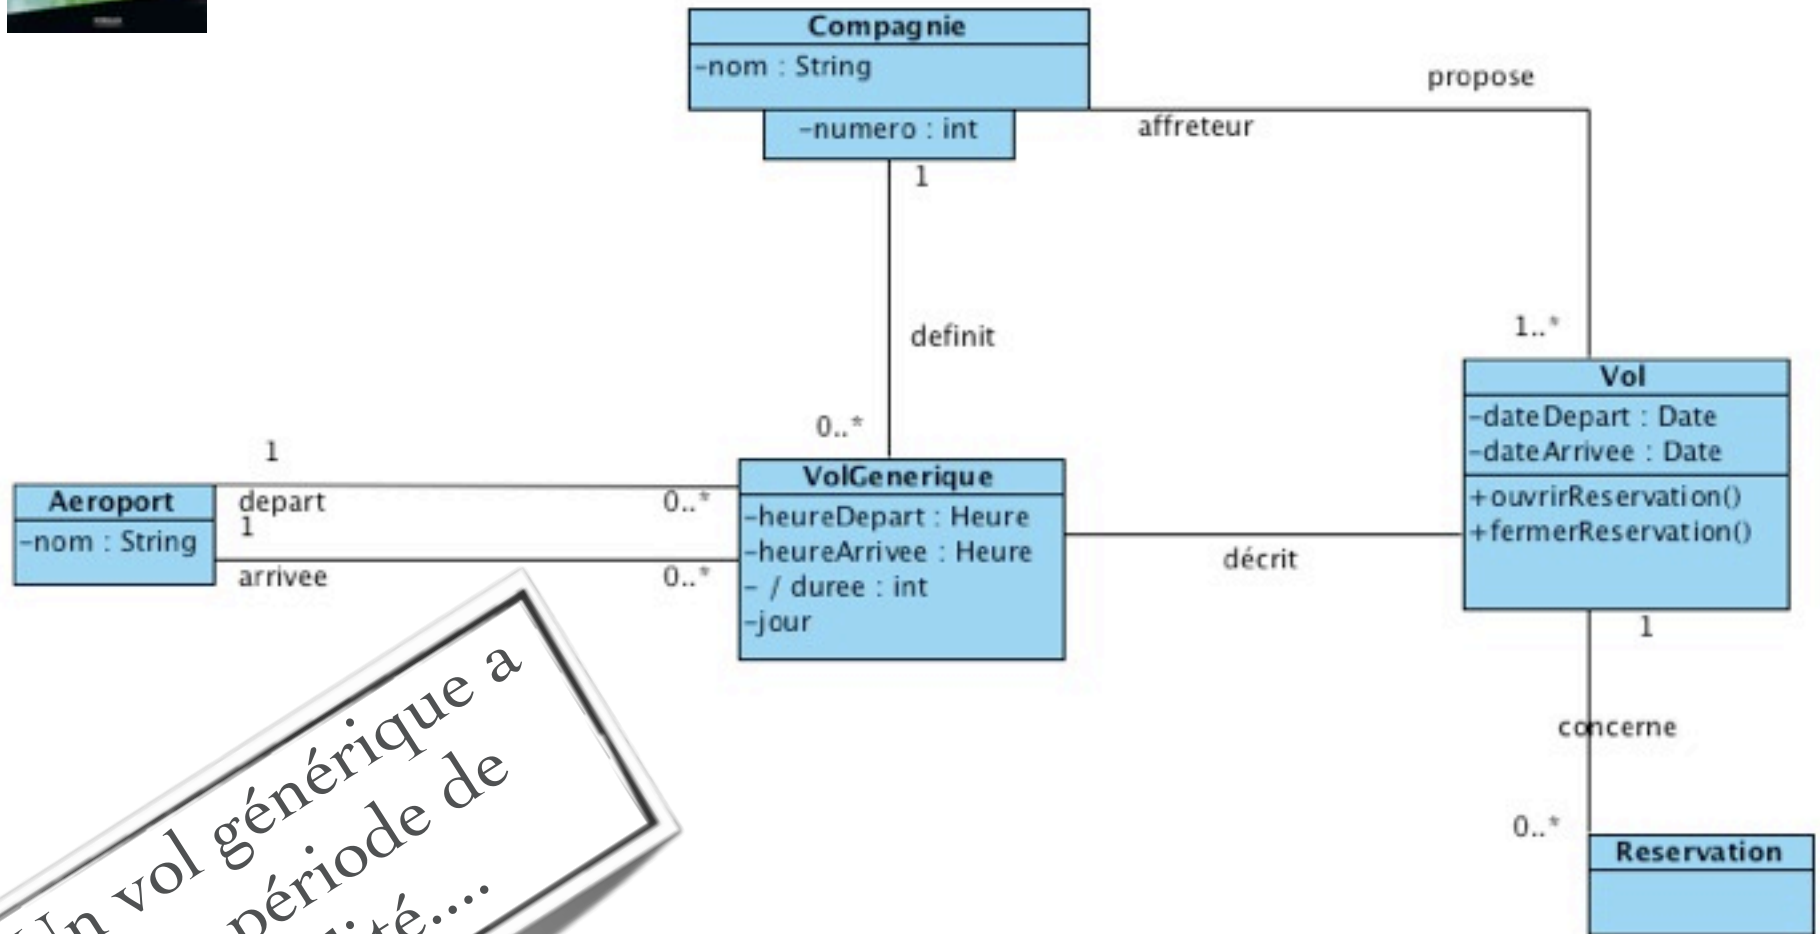 Compagnie
-nom : String
-numero : int
1
propose
affreteur
definit
0..*
1..*
Vol
-dateDepart : Date
-dateArrivee : Date
+ouvrirReservation()
+fermerReservation()
1
depart
0..*
1
arrivee
0..*
Aeroport
-nom : String
VolGenerique
-heureDepart : Heure
-heureArrivee : Heure
- / duree : int
-jour
décrit
1
concerne
0..*
Reservation
Un vol générique a
période de